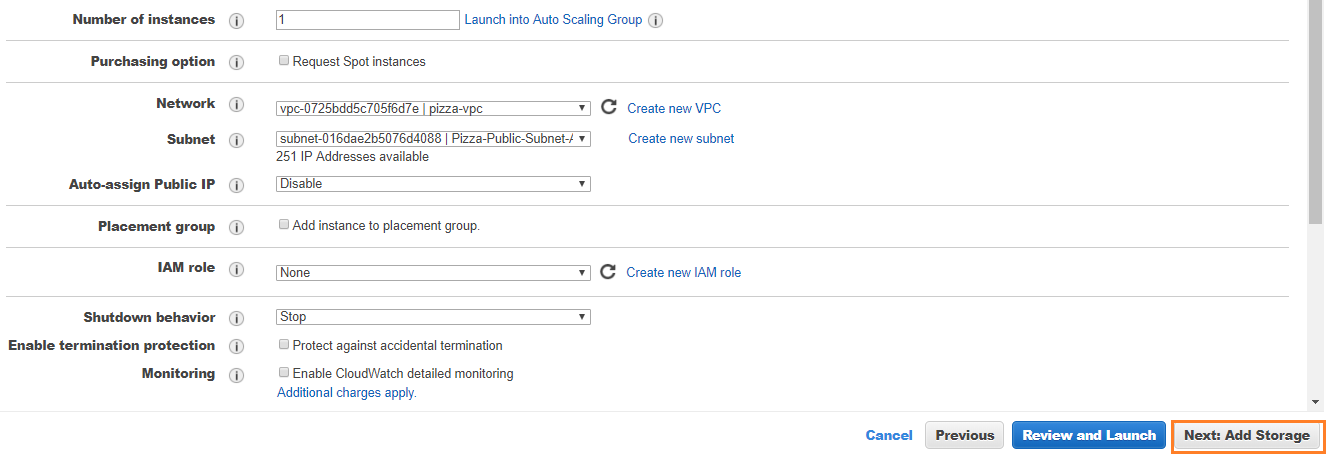 Number of instances 1 Launch into Auto Scaling Group
Purchasing option Request Spot instances
Network vpc-0725bdd5c705f6d7e | pizza-vpc Create new VPC
Subnet subnet-016dae2b5076d4088 | Pizza-Public-Subnet-A Create new subnet
251 IP Addresses available
Auto-assign Public IP Disable
Placement group Add instance to placement group.
IAM role None Create new IAM role
Shutdown behavior Stop
Enable termination protection Protect against accidental termination
Monitoring Enable CloudWatch detailed monitoring
Additional charges apply.
Cancel Previous Review and Launch Next: Add Storage